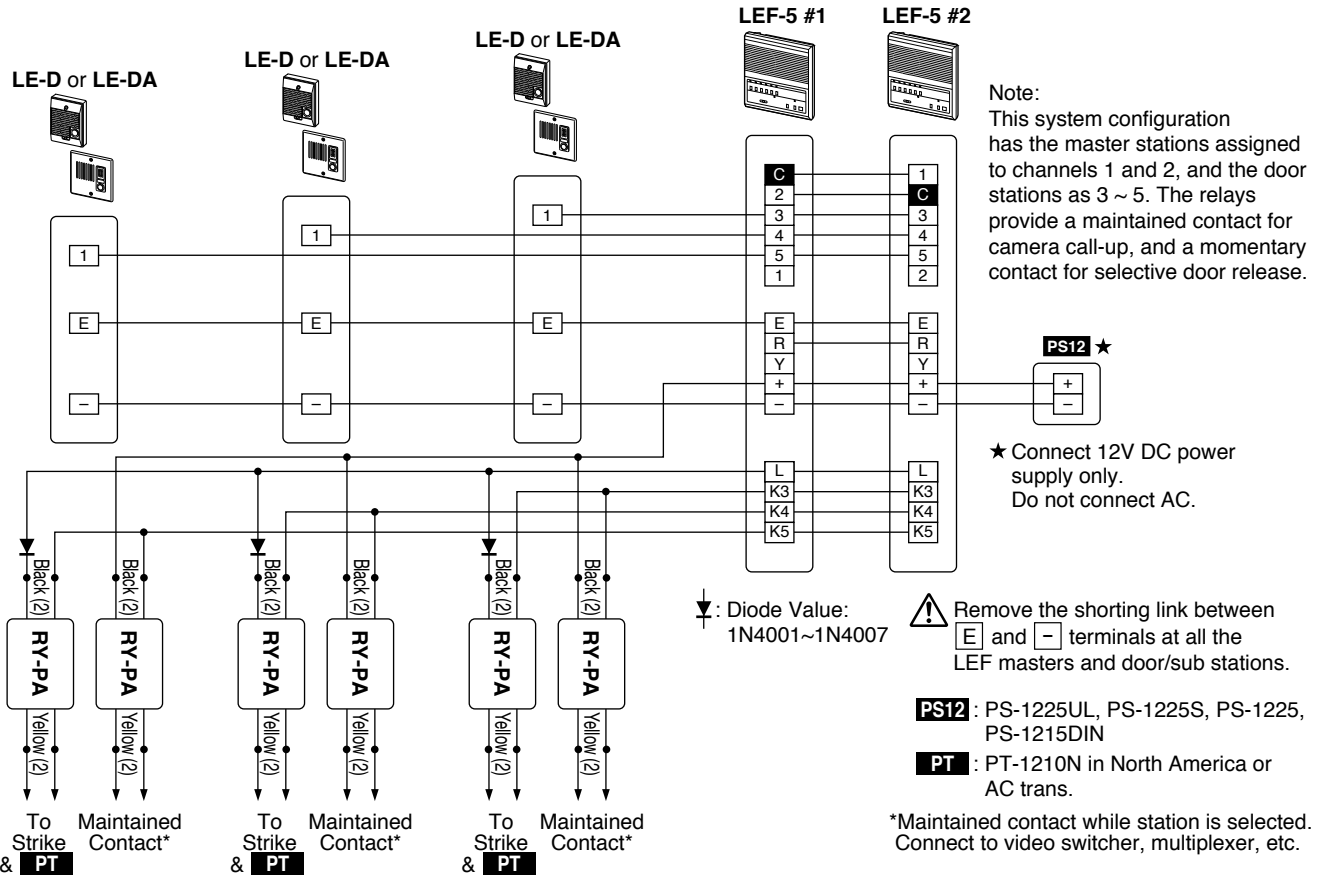 LEF-5 #1
LEF-5 #2
LE-D or LE-DA
LE-D or LE-DA
LE-D or LE-DA
Note:
This system configuration
has the master stations assigned
to channels 1 and 2, and the door
stations as 3 ~ 5. The relays
provide a maintained contact for
camera call-up, and a momentary
contact for selective door release.
1
E
–
1
E
–
1
E
–
C
2
3
4
5
1
E
R
Y
+
–
L
K3
K4
K5
1
C
3
4
5
2
E
R
Y
+
–
L
K3
K4
K5
PS12 ★
+
–
★ Connect 12V DC power
supply only.
Do not connect AC.
Black (2)
Black (2)
Black (2)
Black (2)
Black (2)
Black (2)
RY-PA
RY-PA
RY-PA
RY-PA
RY-PA
RY-PA
Yellow (2)
Yellow (2)
Yellow (2)
Yellow (2)
Yellow (2)
Yellow (2)
To
Strike
& PT
Maintained
Contact*
To
Strike
& PT
Maintained
Contact*
To
Strike
& PT
Maintained
Contact*
: Diode Value:
1N4001~1N4007
! Remove the shorting link between
E and – terminals at all the
LEF masters and door/sub stations.
PS12 : PS-1225UL, PS-1225S, PS-1225,
PS-1215DIN
PT : PT-1210N in North America or
AC trans.
*Maintained contact while station is selected.
Connect to video switcher, multiplexer, etc.